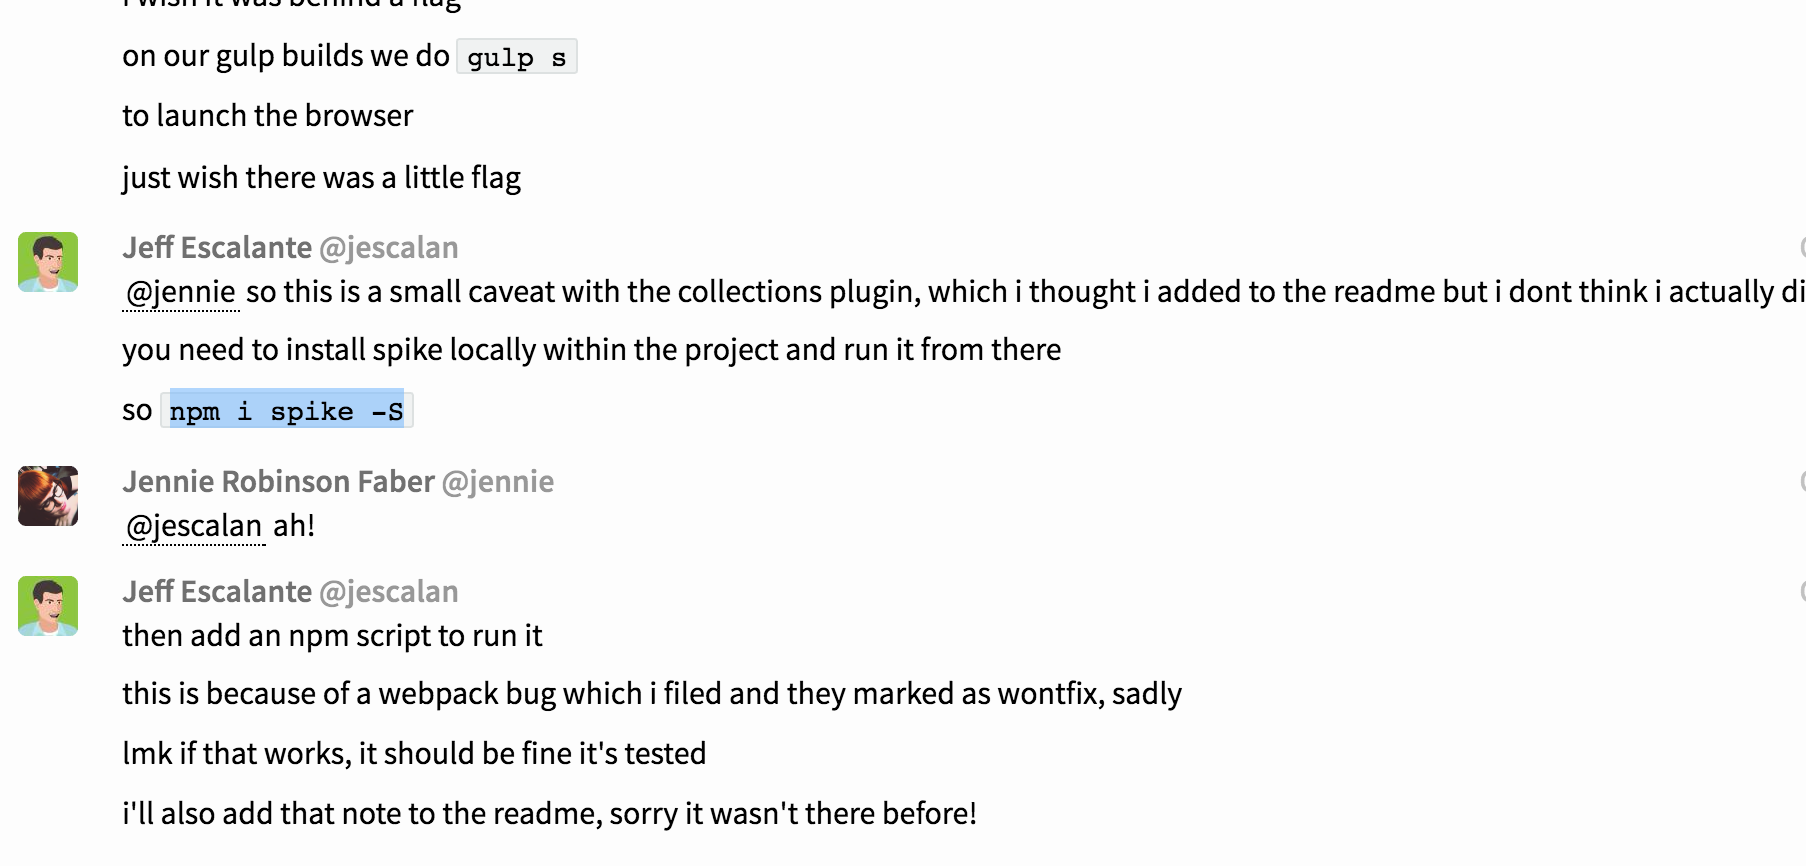 i wish it was behind a flag
on our gulp builds we do gulp s
to launch the browser
just wish there was a little flag
Jeff Escalante @jescalan
@jennie so this is a small caveat with the collections plugin, which i thought i added to the readme but i dont think i actually di
you need to install spike locally within the project and run it from there
so npm i spike -S
Jennie Robinson Faber @jennie
@jescalan ah!
Jeff Escalante @jescalan
then add an npm script to run it
this is because of a webpack bug which i filed and they marked as wontfix, sadly
lmk if that works, it should be fine it's tested
i'll also add that note to the readme, sorry it wasn't there before!